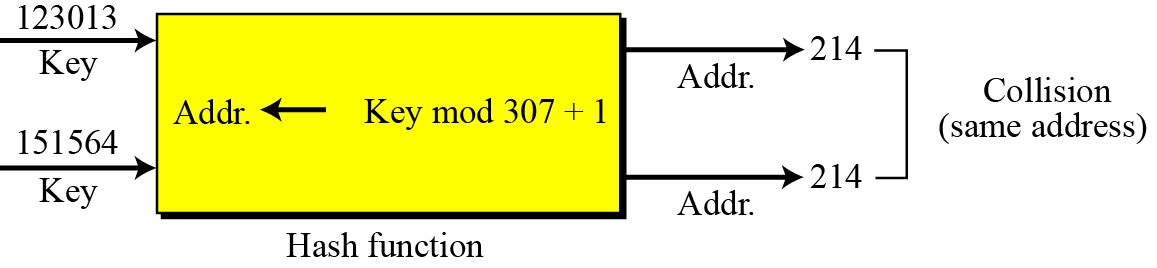 123013
Key
151564
Key
Addr. ← Key mod 307 + 1
Hash function
214
Addr.
214
Addr.
Collision
(same address)